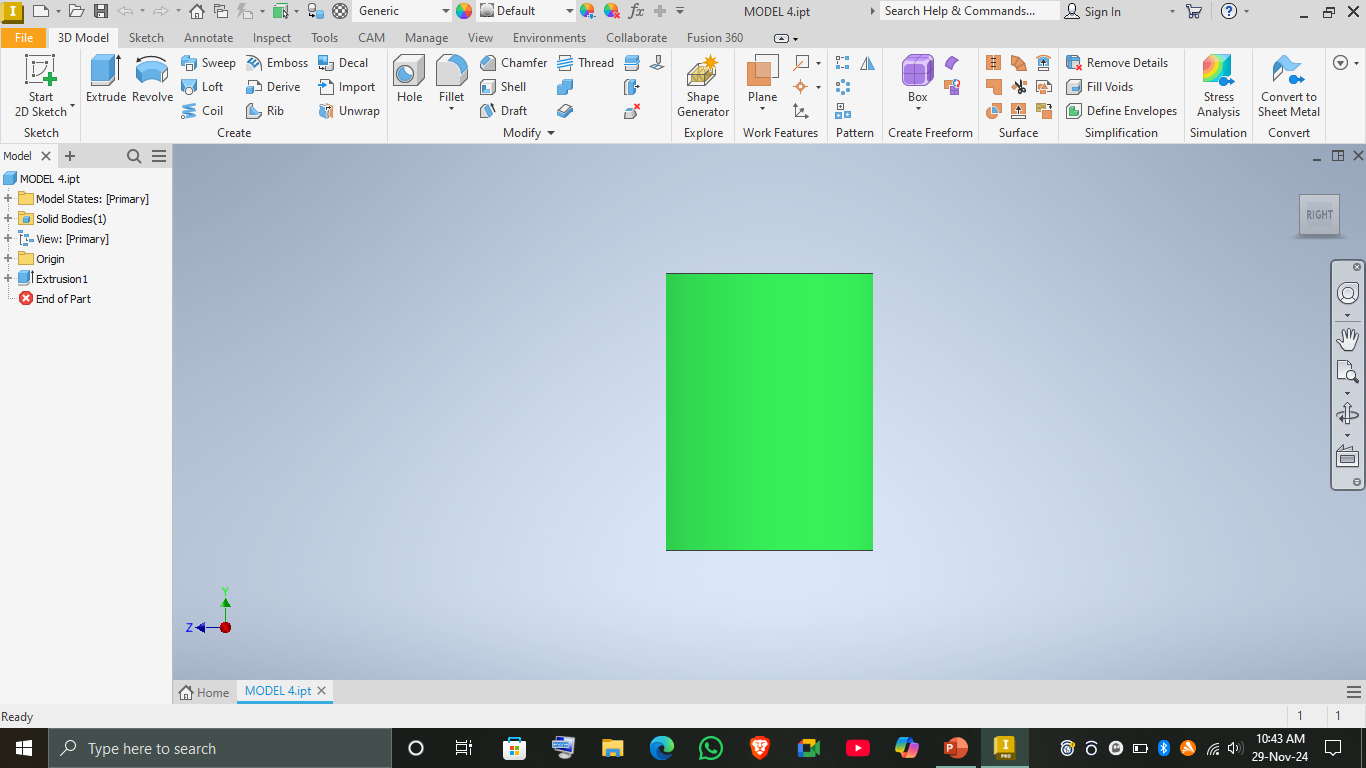 I Generic Default fx MODEL 4.ipt Search Help & Commands... Sign In
File 3D Model Sketch Annotate Inspect Tools CAM Manage View Environments Collaborate Fusion 360
Sweep Emboss Decal Chamfer Thread Remove Details
Loft Derive Import Shell Fill Voids
Coil Rib Unwrap Draft Define Envelopes
Start 2D Sketch Extrude Revolve Hole Fillet Shape Generator Plane Box Stress Analysis Convert to Sheet Metal
Sketch Create Modify Explore Work Features Pattern Create Freeform Surface Simplification Simulation Convert
Model
MODEL 4.ipt
Model States: [Primary]
Solid Bodies(1)
View: [Primary]
Origin
Extrusion1
End of Part
RIGHT
Y
Z
Home MODEL 4.ipt
Ready 1 1
Type here to search
10:43 AM
29-Nov-24